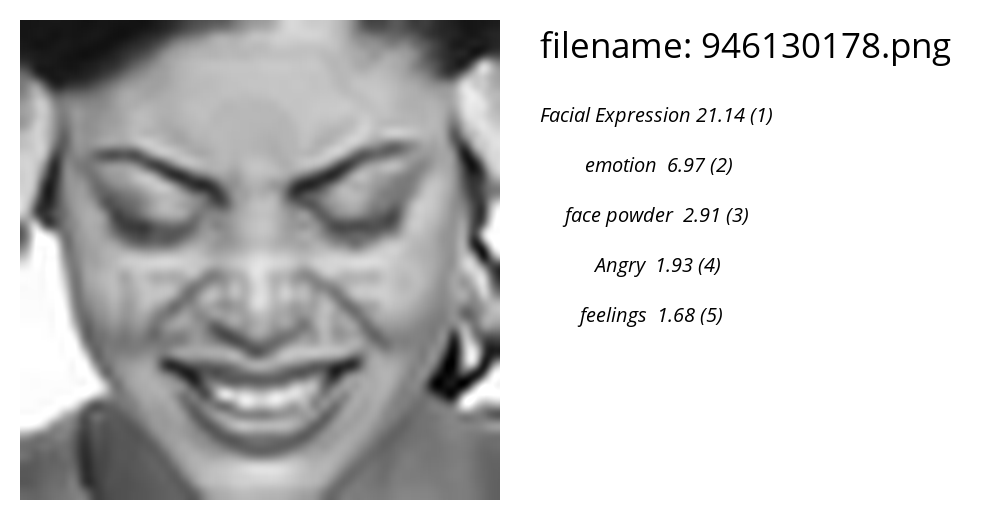 filename: 946130178.png
Facial Expression 21.14 (1)
emotion 6.97 (2)
face powder 2.91 (3)
Angry 1.93 (4)
feelings 1.68 (5)